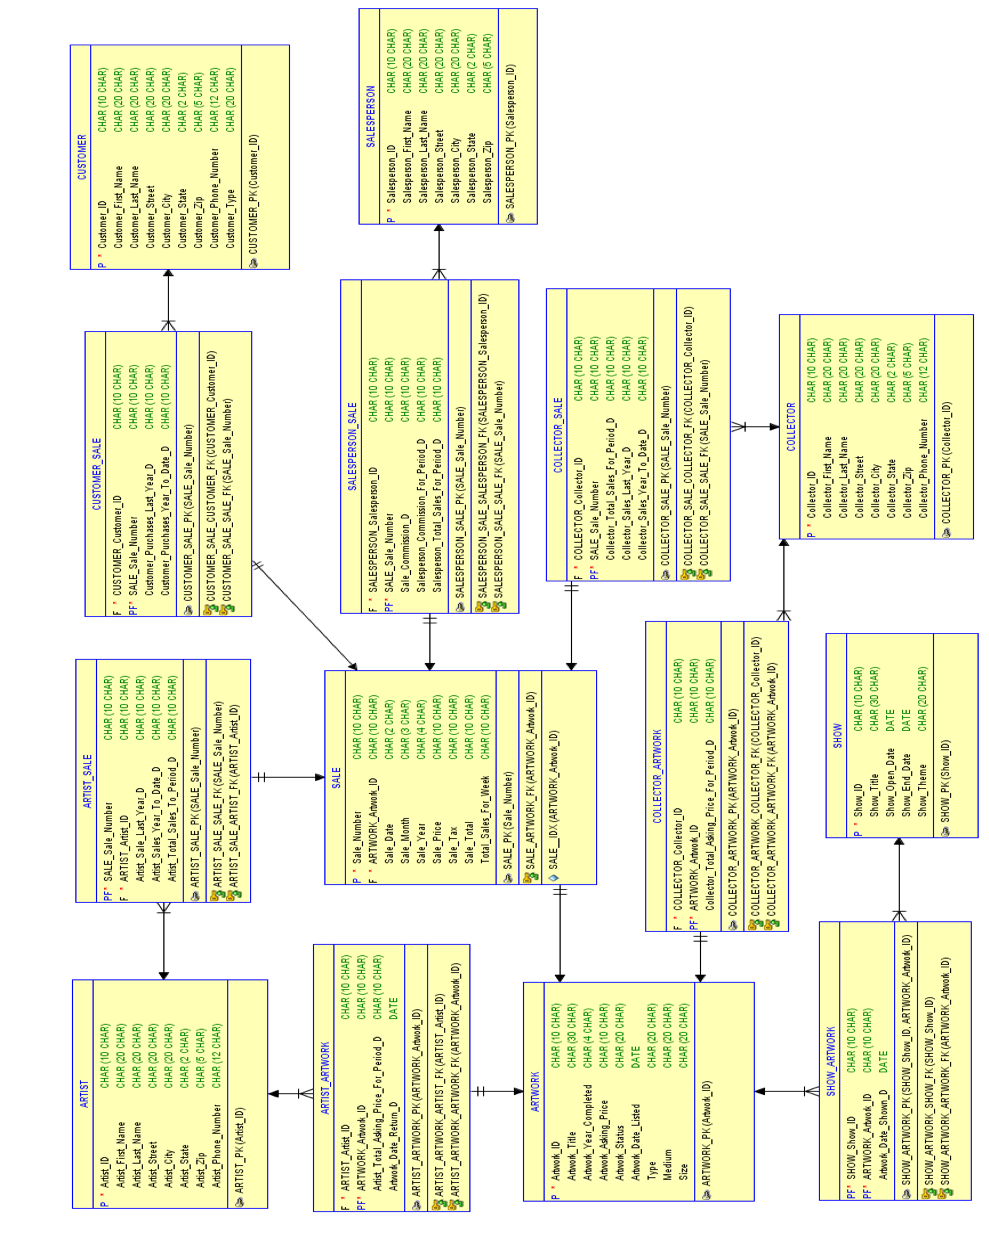 CUSTOMER
P * Customer_ID CHAR (10 CHAR)
Customer_First_Name CHAR (20 CHAR)
Customer_Last_Name CHAR (20 CHAR)
Customer_Street CHAR (20 CHAR)
Customer_City CHAR (20 CHAR)
Customer_State CHAR (2 CHAR)
Customer_Zip CHAR (5 CHAR)
Customer_Phone_Number CHAR (12 CHAR)
Customer_Type CHAR (20 CHAR)
CUSTOMER_PK (Customer_ID)
SALESPERSON
P * Salesperson_ID CHAR (10 CHAR)
Salesperson_First_Name CHAR (20 CHAR)
Salesperson_Last_Name CHAR (20 CHAR)
Salesperson_Street CHAR (20 CHAR)
Salesperson_City CHAR (20 CHAR)
Salesperson_State CHAR (2 CHAR)
Salesperson_Zip CHAR (5 CHAR)
SALESPERSON_PK (Salesperson_ID)
CUSTOMER_SALE
F * CUSTOMER_Customer_ID CHAR (10 CHAR)
PF* SALE_Sale_Number CHAR (10 CHAR)
Customer_Purchases_Last_Year_D CHAR (10 CHAR)
Customer_Purchases_Year_To_Date_D CHAR (10 CHAR)
CUSTOMER_SALE_PK (SALE_Sale_Number)
CUSTOMER_SALE_CUSTOMER_FK (CUSTOMER_Customer_ID)
CUSTOMER_SALE_SALE_FK (SALE_Sale_Number)
SALESPERSON_SALE
F * SALESPERSON_Salesperson_ID CHAR (10 CHAR)
PF* SALE_Sale_Number CHAR (10 CHAR)
Sale_Commission_D CHAR (10 CHAR)
Salesperson_Commission_For_Period_D CHAR (10 CHAR)
Salesperson_Total_Sales_For_Period_D CHAR (10 CHAR)
SALESPERSON_SALE_PK (SALE_Sale_Number)
SALESPERSON_SALE_SALESPERSON_FK (SALESPERSON_Salesperson_ID)
SALESPERSON_SALE_SALE_FK (SALE_Sale_Number)
COLLECTOR_SALE
F * COLLECTOR_Collector_ID CHAR (10 CHAR)
PF* SALE_Sale_Number CHAR (10 CHAR)
Collector_Total_Sales_For_Period_D CHAR (10 CHAR)
Collector_Sales_Last_Year_D CHAR (10 CHAR)
Collector_Sales_Year_To_Date_D CHAR (10 CHAR)
COLLECTOR_SALE_PK (SALE_Sale_Number)
COLLECTOR_SALE_COLLECTOR_FK (COLLECTOR_Collector_ID)
COLLECTOR_SALE_SALE_FK (SALE_Sale_Number)
COLLECTOR
P * Collector_ID CHAR (10 CHAR)
Collector_First_Name CHAR (20 CHAR)
Collector_Last_Name CHAR (20 CHAR)
Collector_Street CHAR (20 CHAR)
Collector_City CHAR (20 CHAR)
Collector_State CHAR (2 CHAR)
Collector_Zip CHAR (5 CHAR)
Collector_Phone_Number CHAR (12 CHAR)
COLLECTOR_PK (Collector_ID)
ARTIST_SALE
PF* SALE_Sale_Number CHAR (10 CHAR)
F * ARTIST_Artist_ID CHAR (10 CHAR)
Artist_Sale_Last_Year_D CHAR (10 CHAR)
Artist_Sales_Year_To_Date_D CHAR (10 CHAR)
Artist_Total_Sales_To_Period_D CHAR (10 CHAR)
ARTIST_SALE_PK (SALE_Sale_Number)
ARTIST_SALE_SALE_FK (SALE_Sale_Number)
ARTIST_SALE_ARTIST_FK (ARTIST_Artist_ID)
SALE
P * Sale_Number CHAR (10 CHAR)
F * ARTWORK_Artwork_ID CHAR (10 CHAR)
Sale_Date CHAR (2 CHAR)
Sale_Month CHAR (3 CHAR)
Sale_Year CHAR (4 CHAR)
Sale_Price CHAR (10 CHAR)
Sale_Tax CHAR (10 CHAR)
Sale_Total CHAR (10 CHAR)
Total_Sales_For_Week CHAR (10 CHAR)
SALE_PK (Sale_Number)
SALE_ARTWORK_FK (ARTWORK_Artwork_ID)
SALE__IDX (ARTWORK_Artwork_ID)
COLLECTOR_ARTWORK
F * COLLECTOR_Collector_ID CHAR (10 CHAR)
PF* ARTWORK_Artwork_ID CHAR (10 CHAR)
Collector_Total_Asking_Price_For_Period_D CHAR (10 CHAR)
COLLECTOR_ARTWORK_PK (ARTWORK_Artwork_ID)
COLLECTOR_ARTWORK_COLLECTOR_FK (COLLECTOR_Collector_ID)
COLLECTOR_ARTWORK_ARTWORK_FK (ARTWORK_Artwork_ID)
SHOW
P * Show_ID CHAR (10 CHAR)
Show_Title CHAR (30 CHAR)
Show_Open_Date DATE
Show_End_Date DATE
Show_Theme CHAR (20 CHAR)
SHOW_PK (Show_ID)
ARTIST
P * Artist_ID CHAR (10 CHAR)
Artist_First_Name CHAR (20 CHAR)
Artist_Last_Name CHAR (20 CHAR)
Artist_Street CHAR (20 CHAR)
Artist_City CHAR (20 CHAR)
Artist_State CHAR (2 CHAR)
Artist_Zip CHAR (5 CHAR)
Artist_Phone_Number CHAR (12 CHAR)
ARTIST_PK (Artist_ID)
ARTIST_ARTWORK
F * ARTIST_Artist_ID CHAR (10 CHAR)
PF* ARTWORK_Artwork_ID CHAR (10 CHAR)
Artist_Total_Asking_Price_For_Period_D CHAR (10 CHAR)
Artwork_Date_Return_D DATE
ARTIST_ARTWORK_PK (ARTWORK_Artwork_ID)
ARTIST_ARTWORK_ARTIST_FK (ARTIST_Artist_ID)
ARTIST_ARTWORK_ARTWORK_FK (ARTWORK_Artwork_ID)
ARTWORK
P * Artwork_ID CHAR (10 CHAR)
Artwork_Title CHAR (30 CHAR)
Artwork_Year_Completed CHAR (4 CHAR)
Artwork_Asking_Price CHAR (10 CHAR)
Artwork_Status CHAR (20 CHAR)
Artwork_Date_Listed DATE
Type CHAR (20 CHAR)
Medium CHAR (20 CHAR)
Size CHAR (20 CHAR)
ARTWORK_PK (Artwork_ID)
SHOW_ARTWORK
PF* SHOW_Show_ID CHAR (10 CHAR)
PF* ARTWORK_Artwork_ID CHAR (10 CHAR)
Artwork_Date_Shown_D DATE
SHOW_ARTWORK_PK (SHOW_Show_ID, ARTWORK_Artwork_ID)
SHOW_ARTWORK_SHOW_FK (SHOW_Show_ID)
SHOW_ARTWORK_ARTWORK_FK (ARTWORK_Artwork_ID)